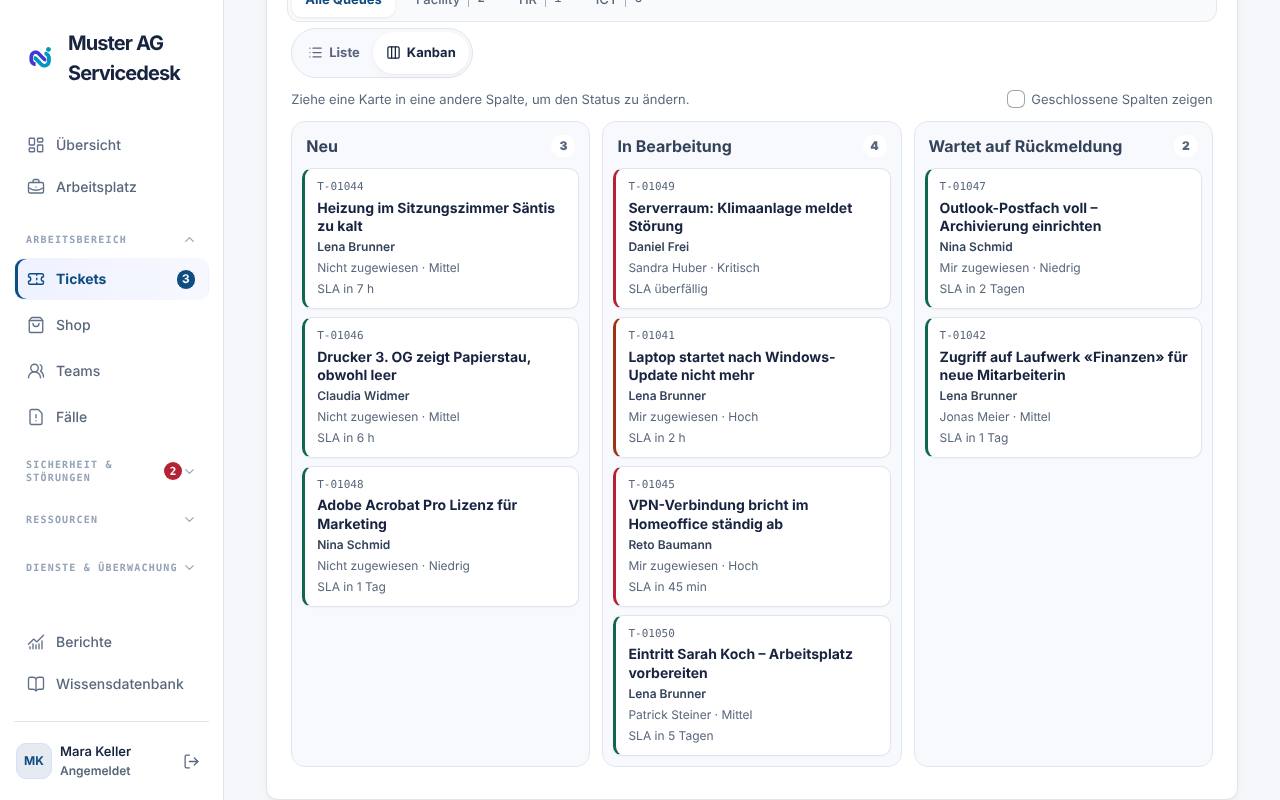 Muster AG
Servicedesk
Übersicht
Arbeitsplatz
ARBEITSBEREICH
Tickets 3
Shop
Teams
Fälle
SICHERHEIT &
STÖRUNGEN 2
RESSOURCEN
DIENSTE & ÜBERWACHUNG
Berichte
Wissensdatenbank
MK
Mara Keller
Angemeldet
Alle Queues Facility HR ICT
Liste Kanban
Ziehe eine Karte in eine andere Spalte, um den Status zu ändern.
Geschlossene Spalten zeigen
Neu 3
T-01044
Heizung im Sitzungszimmer Säntis
zu kalt
Lena Brunner
Nicht zugewiesen · Mittel
SLA in 7 h
T-01046
Drucker 3. OG zeigt Papierstau,
obwohl leer
Claudia Widmer
Nicht zugewiesen · Mittel
SLA in 6 h
T-01048
Adobe Acrobat Pro Lizenz für
Marketing
Nina Schmid
Nicht zugewiesen · Niedrig
SLA in 1 Tag
In Bearbeitung 4
T-01049
Serverraum: Klimaanlage meldet
Störung
Daniel Frei
Sandra Huber · Kritisch
SLA überfällig
T-01041
Laptop startet nach Windows-
Update nicht mehr
Lena Brunner
Mir zugewiesen · Hoch
SLA in 2 h
T-01045
VPN-Verbindung bricht im
Homeoffice ständig ab
Reto Baumann
Mir zugewiesen · Hoch
SLA in 45 min
T-01050
Eintritt Sarah Koch – Arbeitsplatz
vorbereiten
Lena Brunner
Patrick Steiner · Mittel
SLA in 5 Tagen
Wartet auf Rückmeldung 2
T-01047
Outlook-Postfach voll –
Archivierung einrichten
Nina Schmid
Mir zugewiesen · Niedrig
SLA in 2 Tagen
T-01042
Zugriff auf Laufwerk «Finanzen» für
neue Mitarbeiterin
Lena Brunner
Jonas Meier · Mittel
SLA in 1 Tag